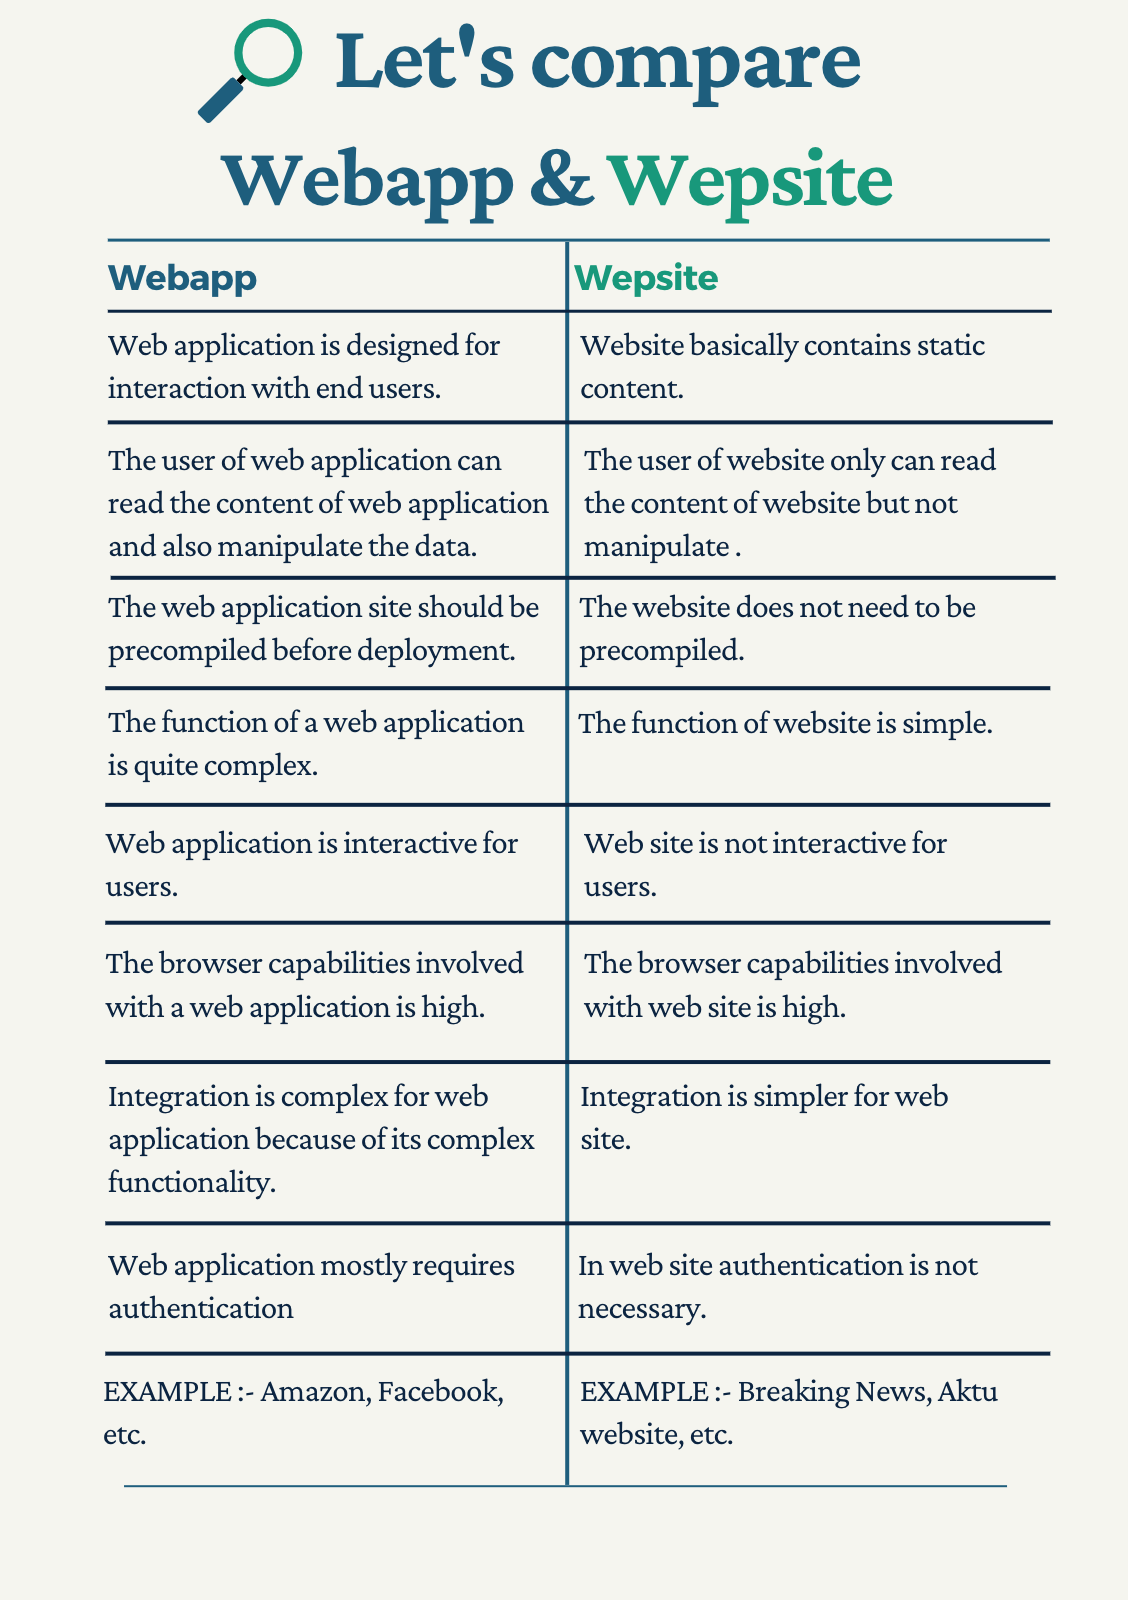 Let's compare
Webapp & Wepsite
Webapp
Wepsite
Web application is designed for
interaction with end users.
Website basically contains static
content.
The user of web application can
read the content of web application
and also manipulate the data.
The user of website only can read
the content of website but not
manipulate .
The web application site should be
precompiled before deployment.
The website does not need to be
precompiled.
The function of a web application
is quite complex.
The function of website is simple.
Web application is interactive for
users.
Web site is not interactive for
users.
The browser capabilities involved
with a web application is high.
The browser capabilities involved
with web site is high.
Integration is complex for web
application because of its complex
functionality.
Integration is simpler for web
site.
Web application mostly requires
authentication
In web site authentication is not
necessary.
EXAMPLE :- Amazon, Facebook,
etc.
EXAMPLE :- Breaking News, Aktu
website, etc.